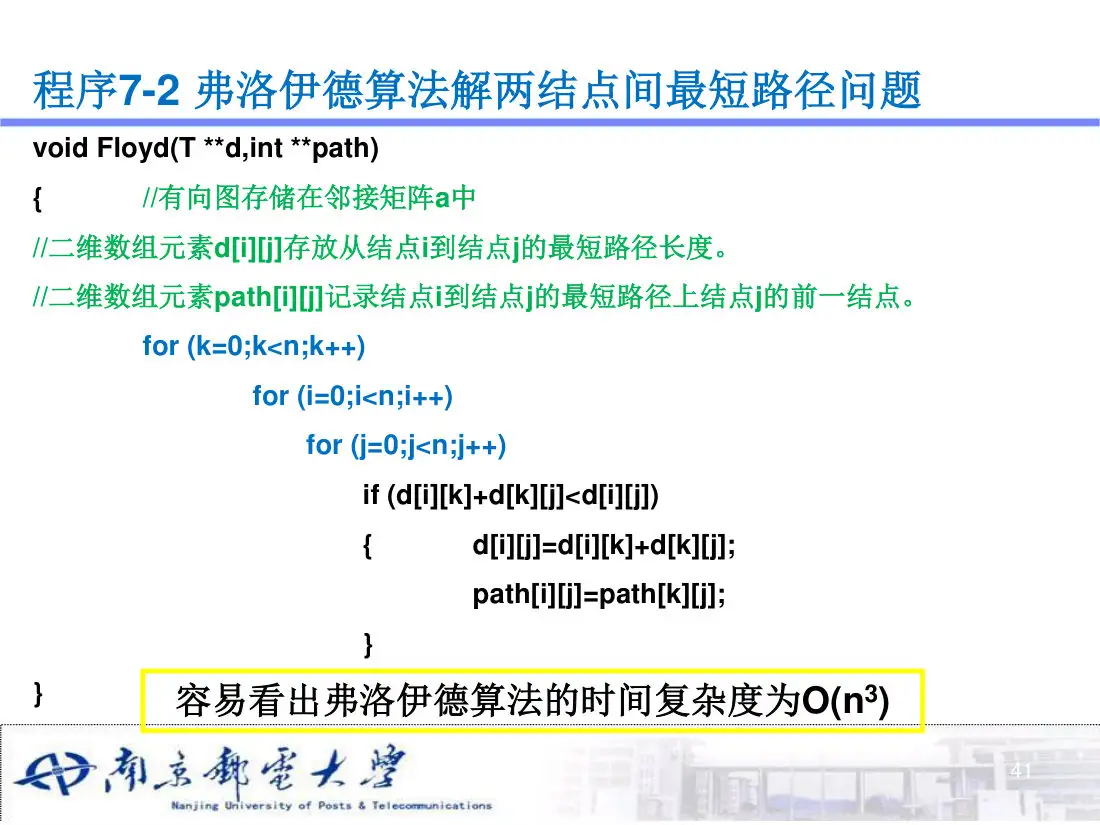 程序7-2 弗洛伊德算法解两结点间最短路径问题
void Floyd(T **d,int **path)
{ //有向图存储在邻接矩阵a中
//二维数组元素d[i][j]存放从结点i到结点j的最短路径长度。
//二维数组元素path[i][j]记录结点i到结点j的最短路径上结点j的前一结点。
for (k=0;k<n;k++)
for (i=0;i<n;i++)
for (j=0;j<n;j++)
if (d[i][k]+d[k][j]<d[i][j])
{ d[i][j]=d[i][k]+d[k][j];
path[i][j]=path[k][j];
}
}
容易看出弗洛伊德算法的时间复杂度为O(n³)
南京邮电大学
Nanjing University of Posts & Telecommunications
41